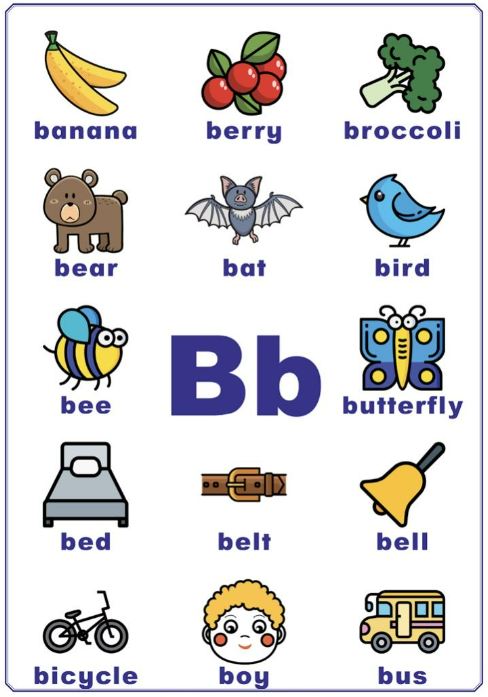 banana berry broccoli
bear bat bird
Bb
bee butterfly
bed belt bell
bicycle boy bus